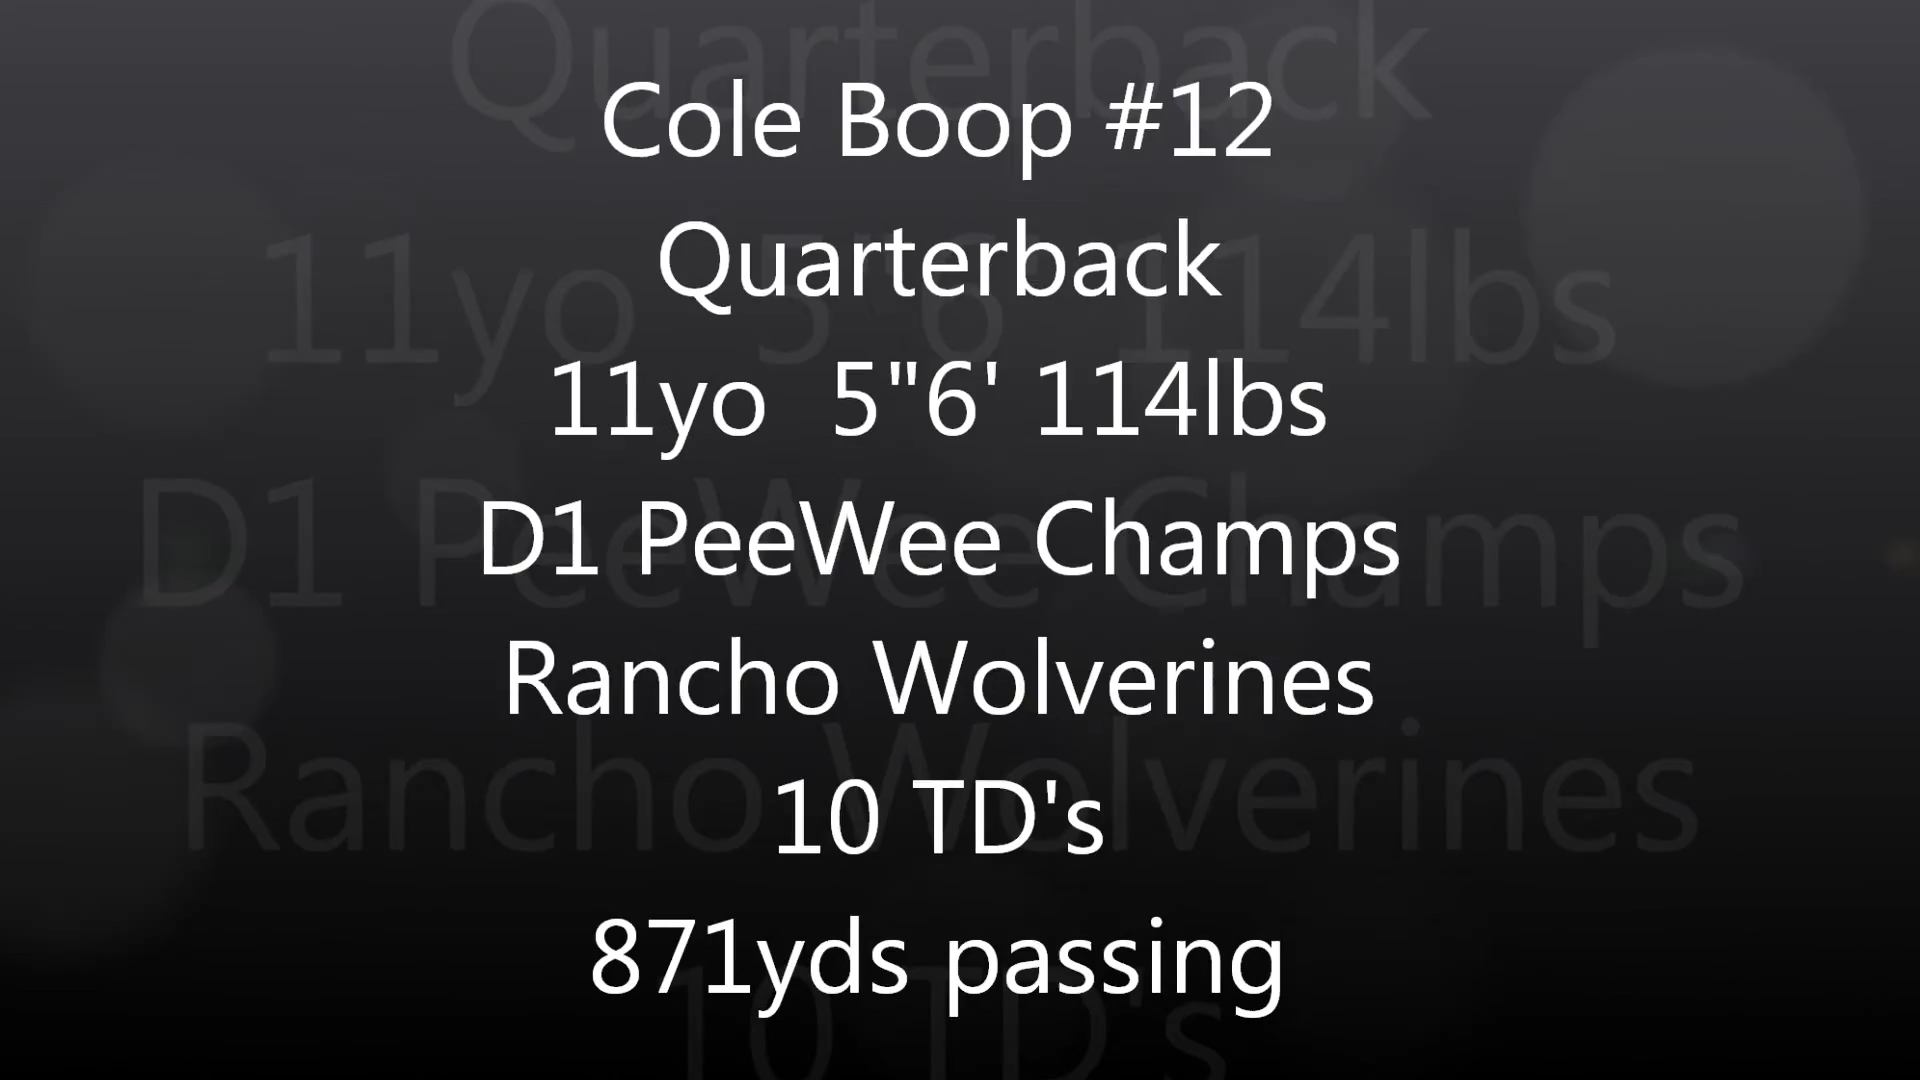 Cole Boop #12
Quarterback
11yo  5"6' 114lbs
D1 PeeWee Champs
Rancho Wolverines
10 TD's
871yds passing